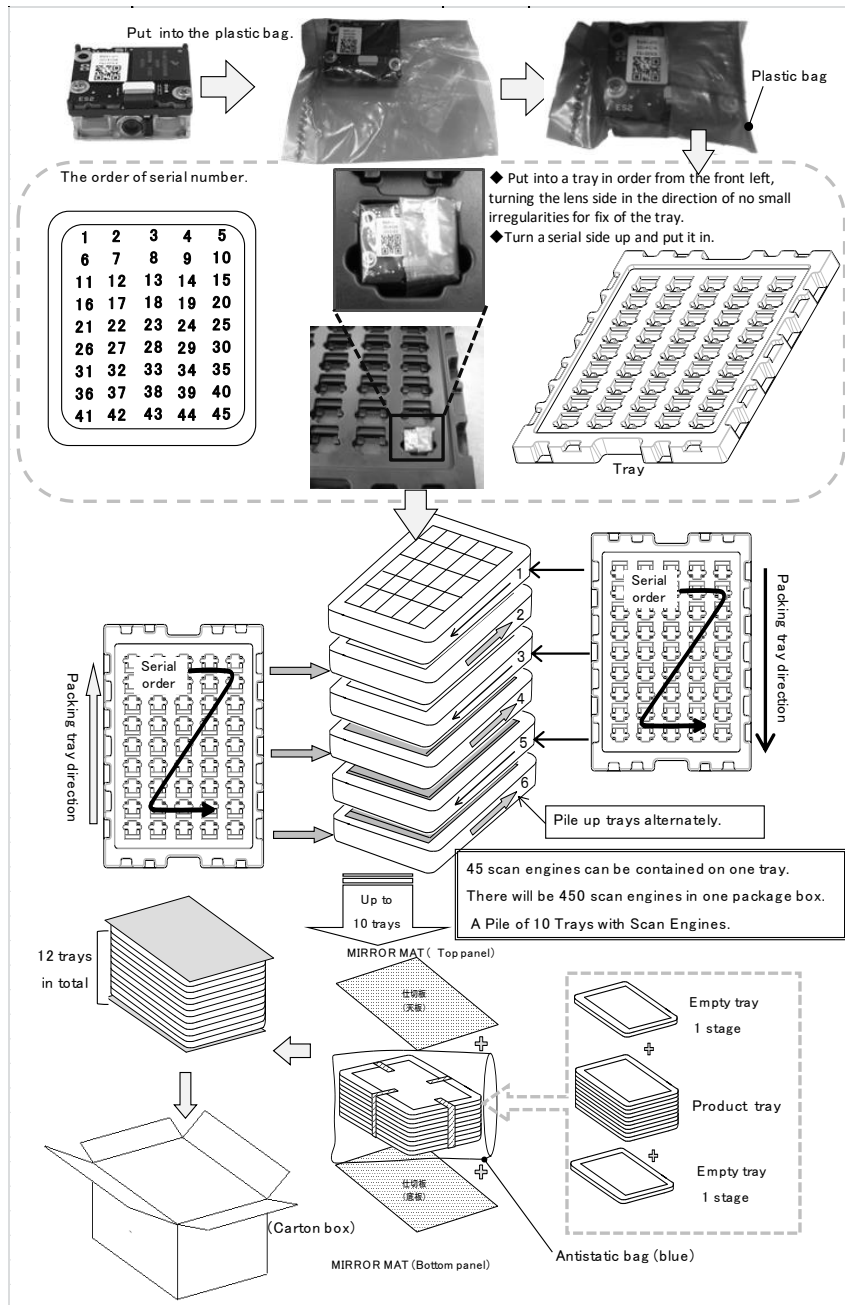 Put into the plastic bag.
ES2
Plastic bag
The order of serial number.
1 2 3 4 5
6 7 8 9 10
11 12 13 14 15
16 17 18 19 20
21 22 23 24 25
26 27 28 29 30
31 32 33 34 35
36 37 38 39 40
41 42 43 44 45
◆ Put into a tray in order from the front left,
turning the lens side in the direction of no small
irregularities for fix of the tray.
◆Turn a serial side up and put it in.
Tray
Packing tray direction
Serial
order
1
2
3
4
5
6
Serial
order
Packing tray direction
Pile up trays alternately.
45 scan engines can be contained on one tray.
There will be 450 scan engines in one package box.
A Pile of 10 Trays with Scan Engines.
Up to
10 trays
12 trays
in total
MIRROR MAT( Top panel)
仕切板
(天板)
Empty tray
1 stage
Product tray
Empty tray
1 stage
仕切板
(底板)
(Carton box)
MIRROR MAT(Bottom panel)
Antistatic bag (blue)